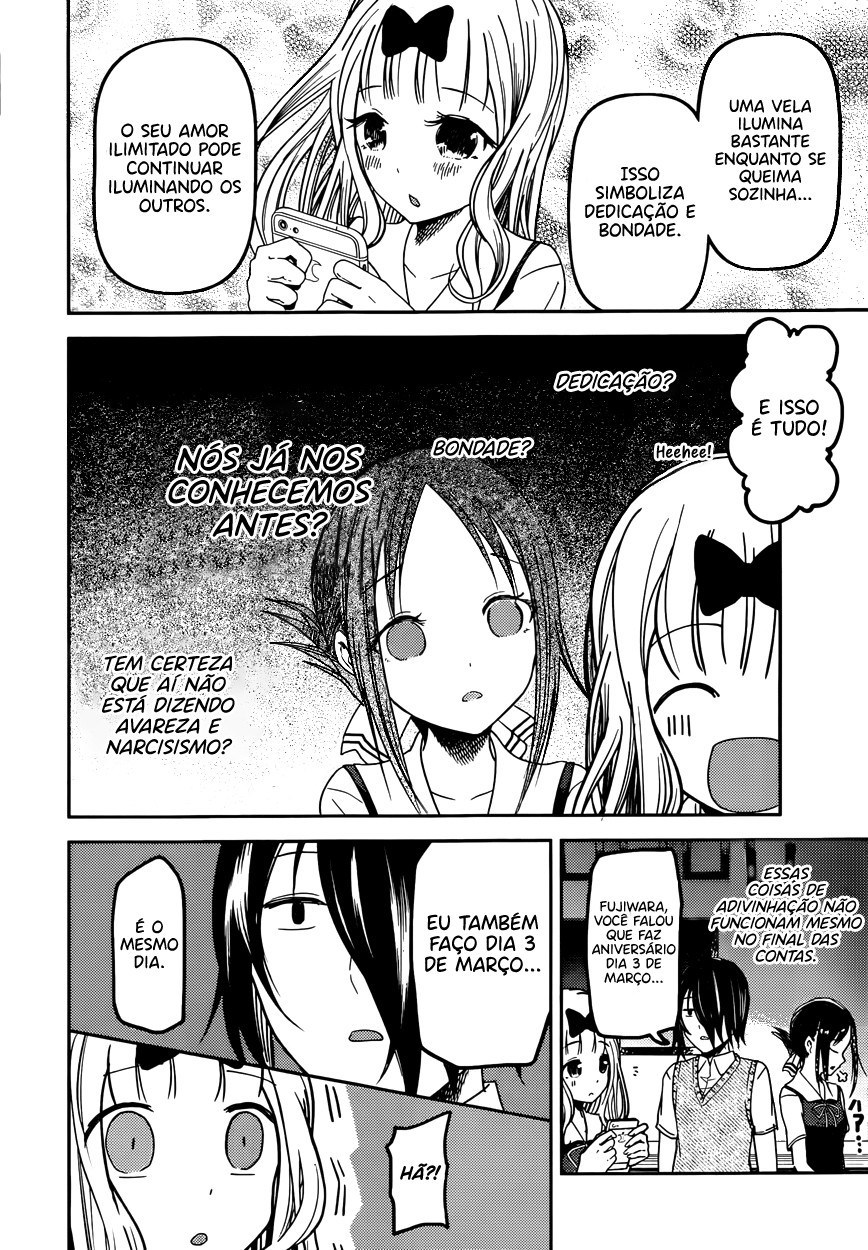 UMA VELA
ILUMINA
BASTANTE
ENQUANTO SE
QUEIMA
SOZINHA...
ISSO
SIMBOLIZA
DEDICAÇÃO E
BONDADE.
O SEU AMOR
ILIMITADO PODE
CONTINUAR
ILUMINANDO OS
OUTROS.
E ISSO
É TUDO!
Heehee!
DEDICAÇÃO?
BONDADE?
NÓS JÁ NOS
CONHECEMOS
ANTES?
TEM CERTEZA
QUE AÍ NÃO
ESTÁ DIZENDO
AVAREZA E
NARCISISMO?
ESSAS
COISAS DE
ADIVINHAÇÃO NÃO
FUNCIONAM MESMO
NO FINAL DAS
CONTAS.
FUJIWARA,
VOCÊ FALOU
QUE FAZ
ANIVERSÁRIO
DIA 3 DE
MARÇO...
EU TAMBÉM
FAÇO DIA 3
DE MARÇO...
É O
MESMO
DIA.
HÃ?!